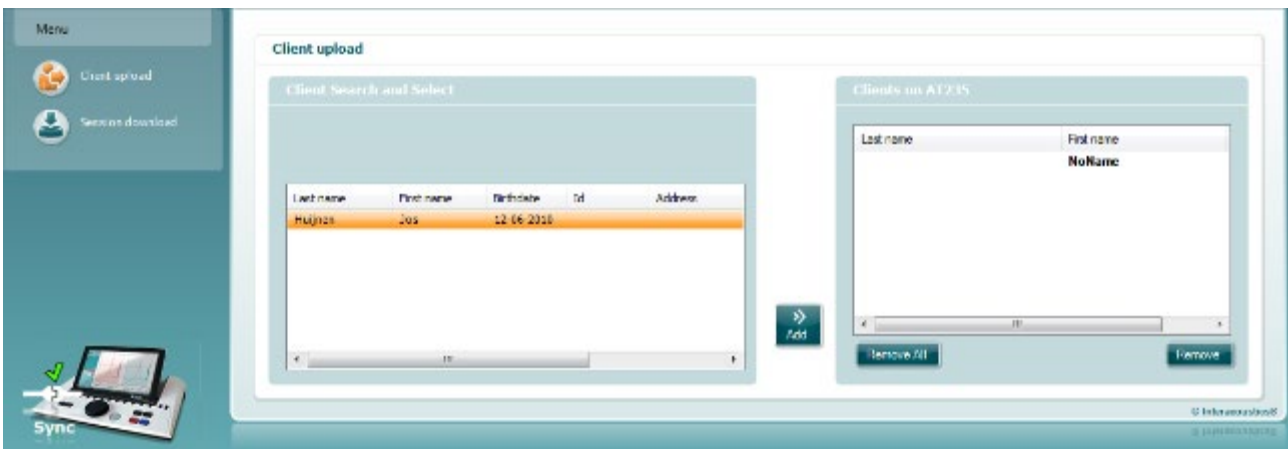 Menu
Client upload
Session download
Sync
Client upload
Client Search and Select
Last name First name Birthdate Id Address
Huijnen Jos 12-06-2010
Add
Clients on AT235
Last name First name
NoName
Remove All Remove
© Interacoustics®